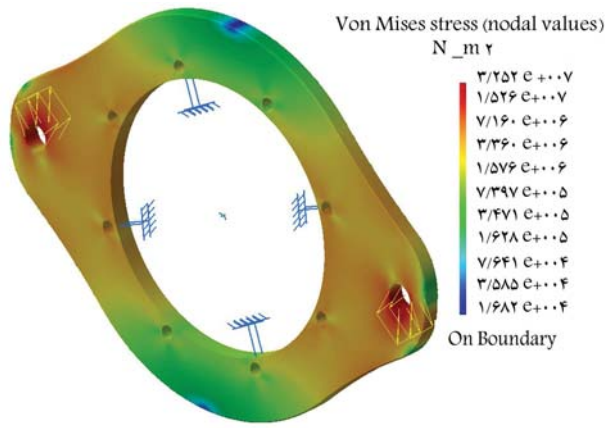 Von Mises stress (nodal values)
N _m ۲
۳/۲۵۲ e+۰۰۷
۱/۵۲۶ e+۰۰۷
۷/۱۶۰ e+۰۰۶
۳/۳۶۰ e+۰۰۶
۱/۵۷۶ e+۰۰۶
۷/۳۹۷ e+۰۰۵
۳/۴۷۱ e+۰۰۵
۱/۶۲۸ e+۰۰۵
۷/۶۴۱ e+۰۰۴
۳/۵۸۵ e+۰۰۴
۱/۶۸۲ e+۰۰۴
On Boundary